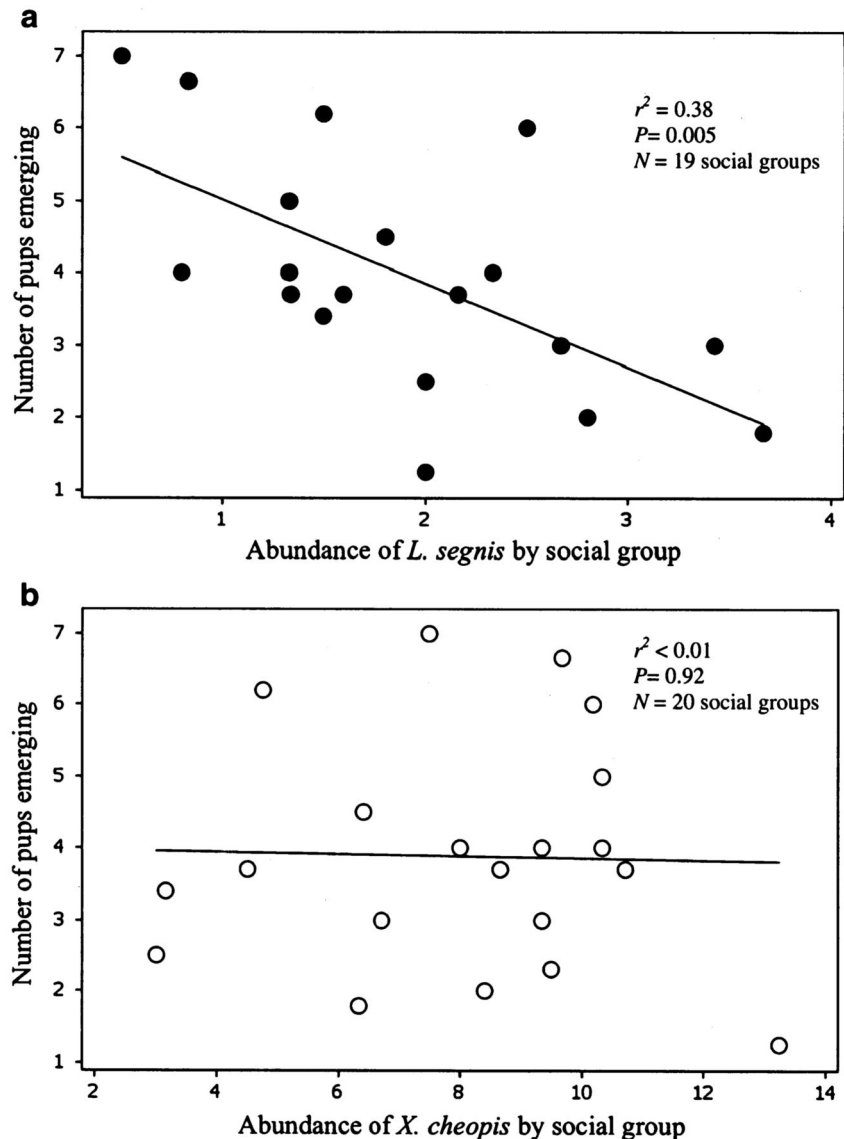 a
Number of pups emerging
7
6
5
4
3
2
1
r² = 0.38
P= 0.005
N = 19 social groups
1
2
3
4
Abundance of L. segnis by social group
b
Number of pups emerging
7
6
5
4
3
2
1
r² < 0.01
P= 0.92
N = 20 social groups
2
4
6
8
10
12
14
Abundance of X. cheopis by social group